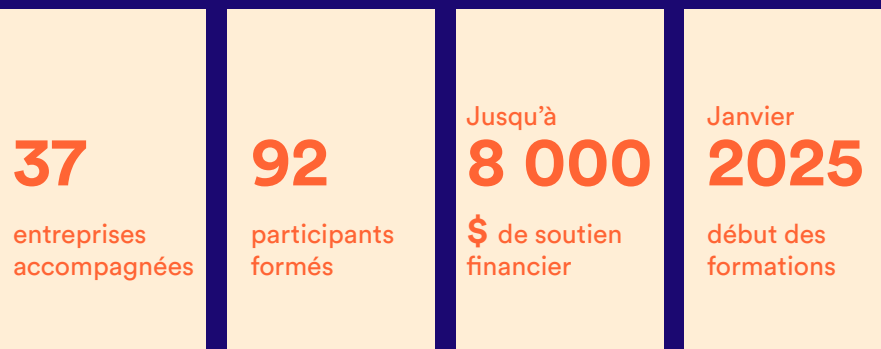 37
entreprises
accompagnées
92
participants
formés
Jusqu’à
8 000
$ de soutien
financier
Janvier
2025
début des
formations